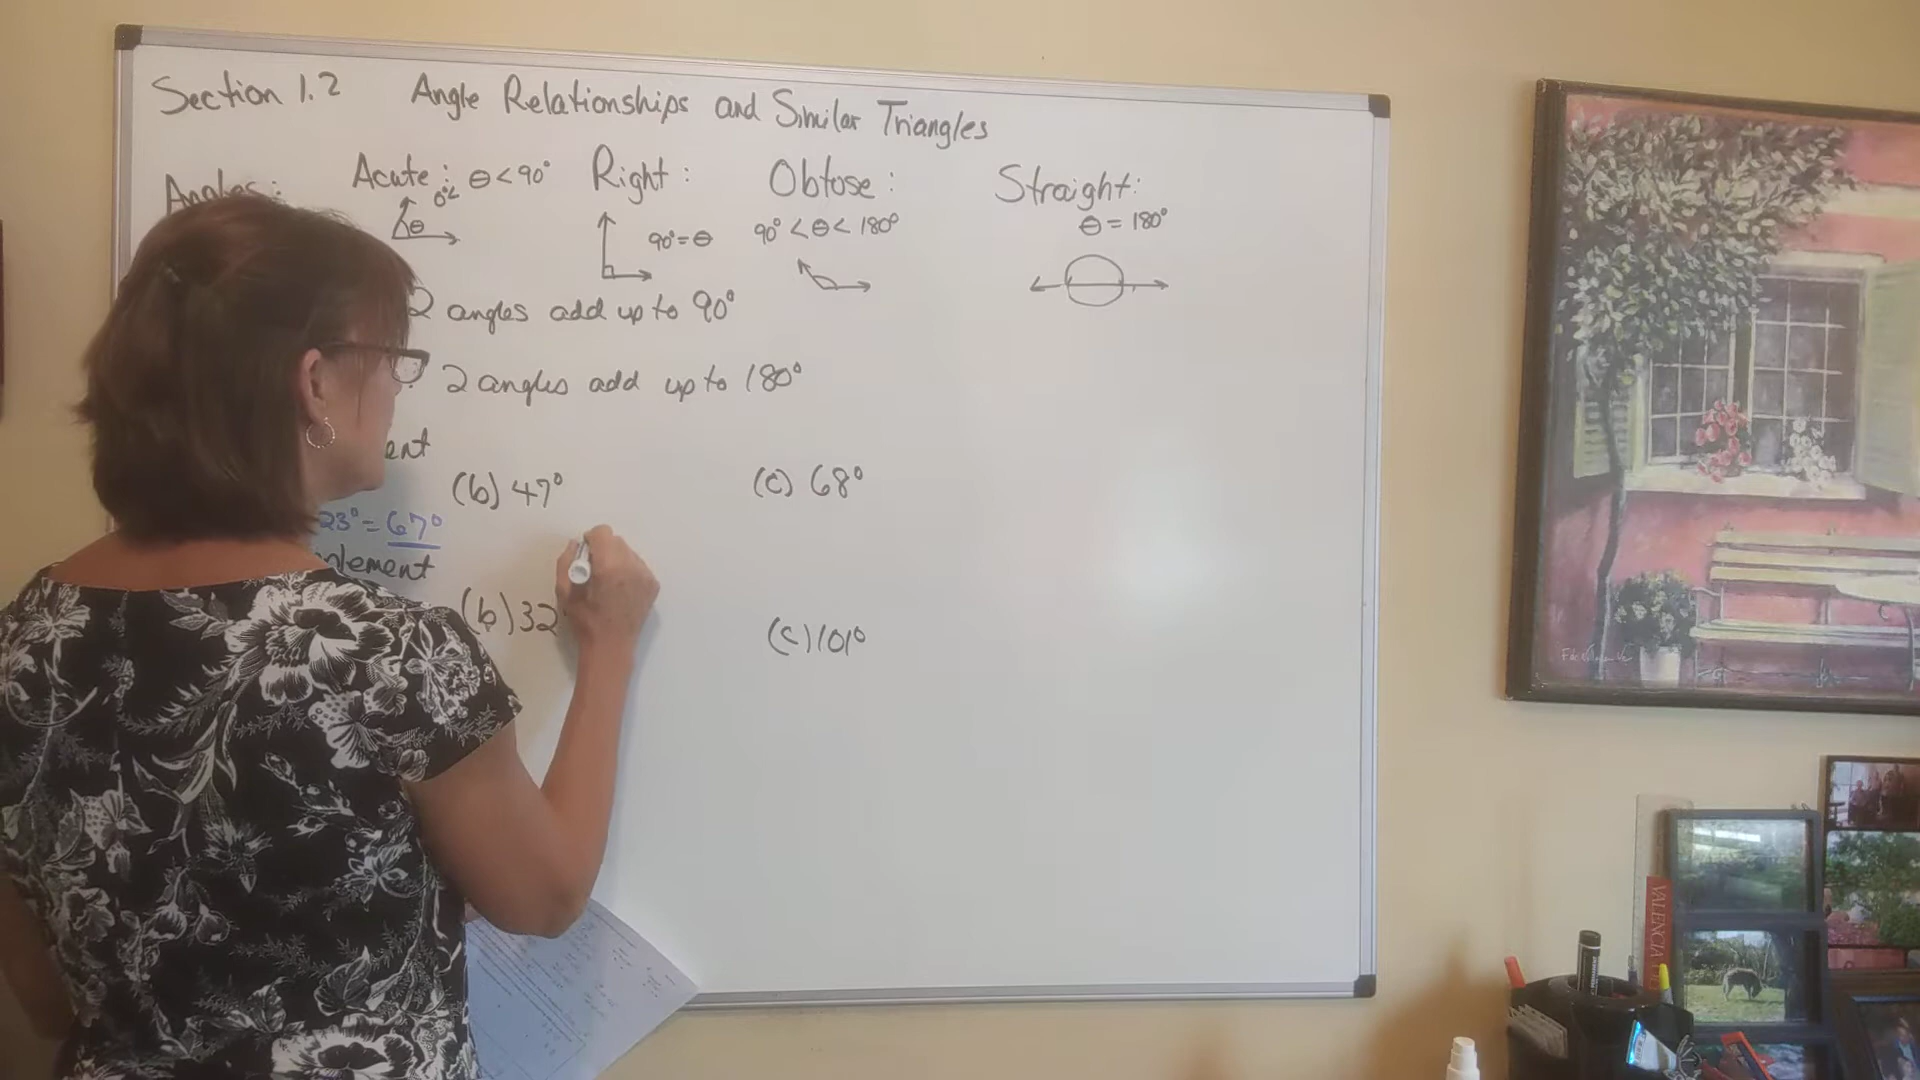 Section 1.2 Angle Relationships and Similar Triangles
Angles: Acute: θ < 90° Right: Obtuse: Straight:
0°<
θ 90° = θ 90° < θ < 180° θ = 180°
2 angles add up to 90°
2 angles add up to 180°
ent
(b) 47° (c) 68°
23° = 67°
plement
(b) 32° (c) 101°
VALENCIA